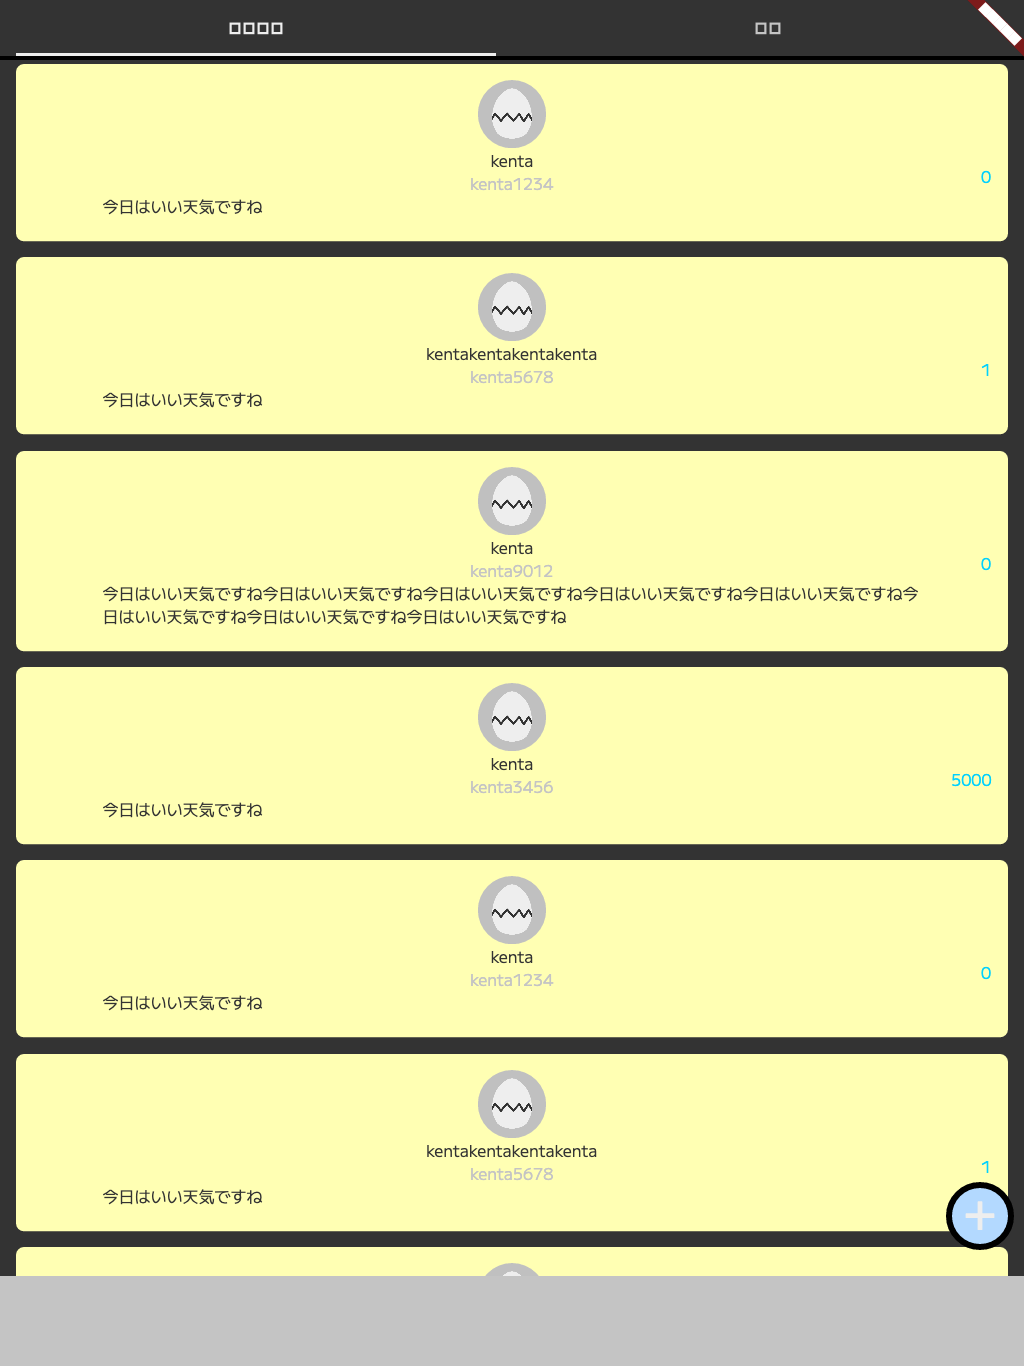 kenta
kenta1234
0
今日はいい天気ですね
kentakentakentakenta
kenta5678
1
今日はいい天気ですね
kenta
kenta9012
0
今日はいい天気ですね今日はいい天気ですね今日はいい天気ですね今日はいい天気ですね今日はいい天気ですね今
日はいい天気ですね今日はいい天気ですね今日はいい天気ですね
kenta
kenta3456
5000
今日はいい天気ですね
kenta
kenta1234
0
今日はいい天気ですね
kentakentakentakenta
kenta5678
1
今日はいい天気ですね